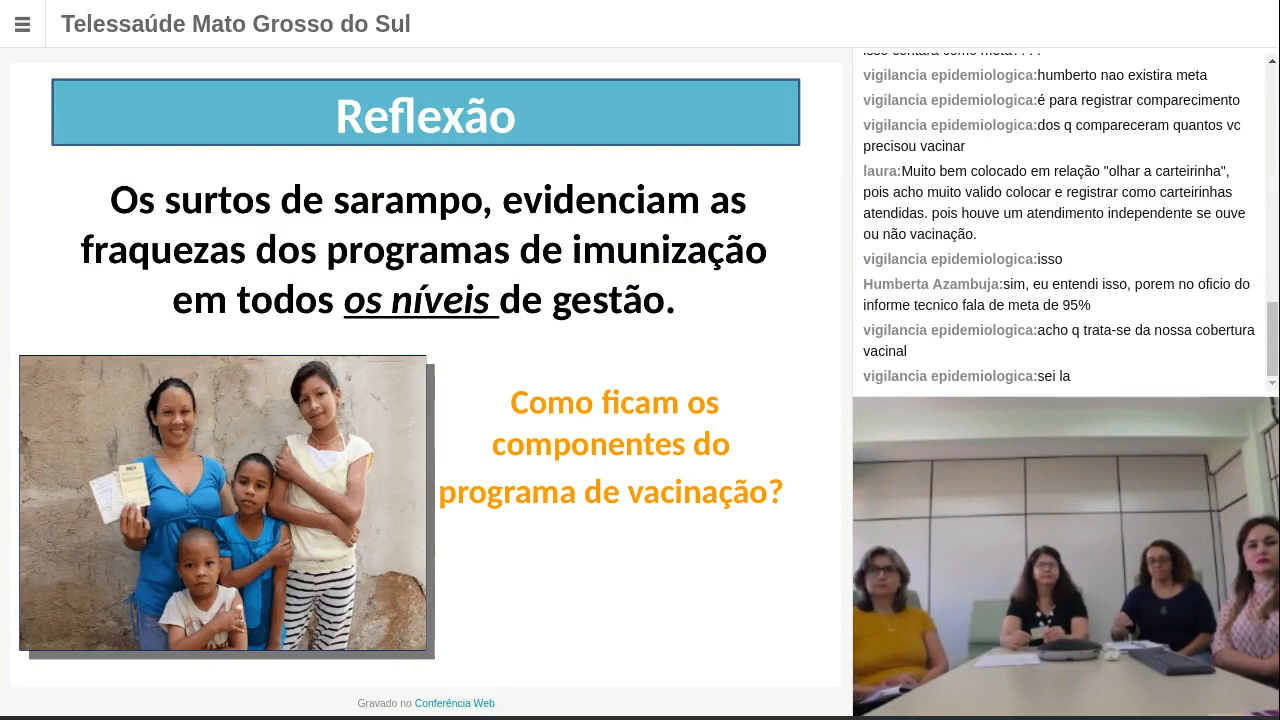 Telessaúde Mato Grosso do Sul
Reflexão
Os surtos de sarampo, evidenciam as
fraquezas dos programas de imunização
em todos os níveis de gestão.
Como ficam os
componentes do
programa de vacinação?
Gravado no Conferência Web
isso contara como meta????
vigilancia epidemiologica:humberto nao existira meta
vigilancia epidemiologica:é para registrar comparecimento
vigilancia epidemiologica:dos q compareceram quantos vc
precisou vacinar
laura:Muito bem colocado em relação "olhar a carteirinha",
pois acho muito valido colocar e registrar como carteirinhas
atendidas. pois houve um atendimento independente se ouve
ou não vacinação.
vigilancia epidemiologica:isso
Humberta Azambuja:sim, eu entendi isso, porem no oficio do
informe tecnico fala de meta de 95%
vigilancia epidemiologica:acho q trata-se da nossa cobertura
vacinal
vigilancia epidemiologica:sei la